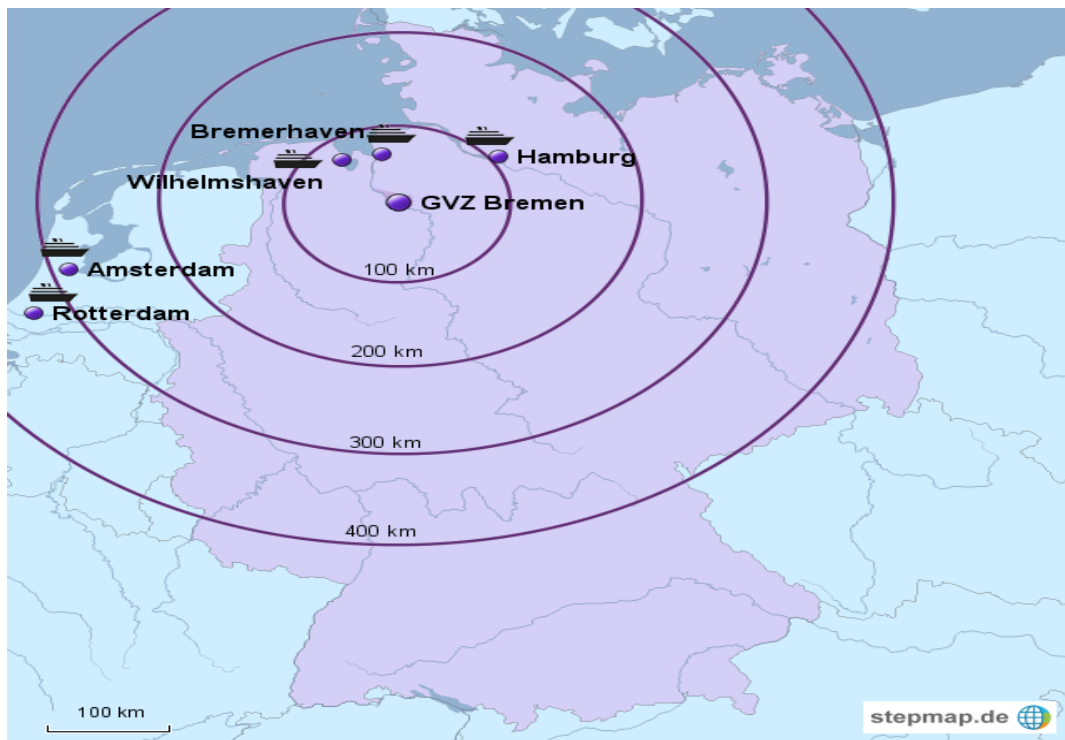 Bremerhaven
Hamburg
Wilhelmshaven
GVZ Bremen
100 km
Amsterdam
Rotterdam
200 km
300 km
400 km
100 km
stepmap.de